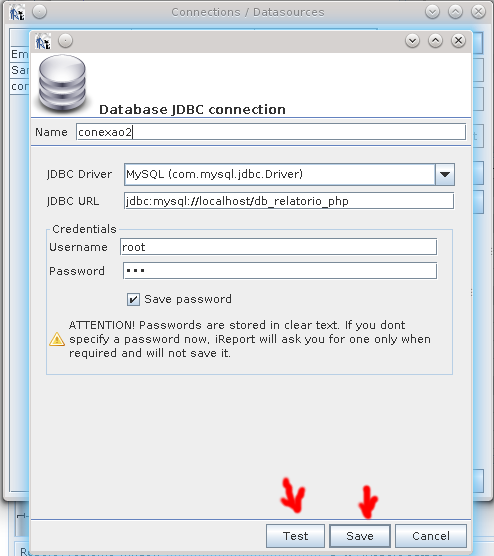 Connections / Datasources
Em
Sar
con
Database JDBC connection
Name conexao2
JDBC Driver MySQL (com.mysql.jdbc.Driver)
JDBC URL jdbc:mysql://localhost/db_relatorio_php
Credentials
Username root
Password •••
Save password
ATTENTION! Passwords are stored in clear text. If you dont
specify a password now, iReport will ask you for one only when
required and will not save it.
Test Save Cancel